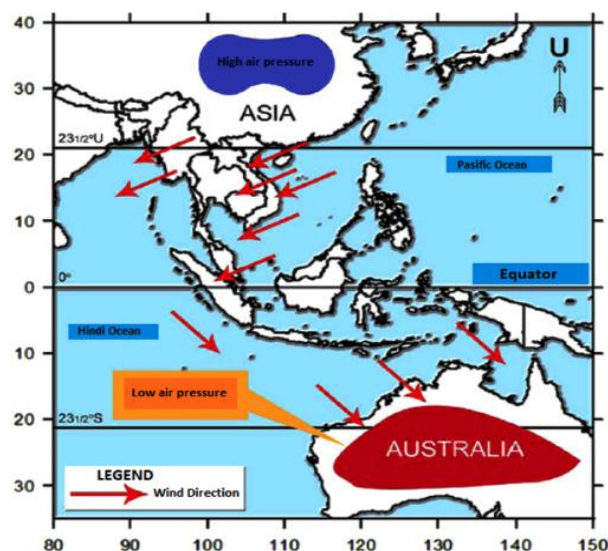 40
30
20
10
0
10
20
30
High air pressure
ASIA
U
23 1/2°U
Pasific Ocean
0°
Equator
Hindi Ocean
Low air pressure
23 1/2°S
AUSTRALIA
LEGEND
Wind Direction
80 90 100 110 120 130 140 150